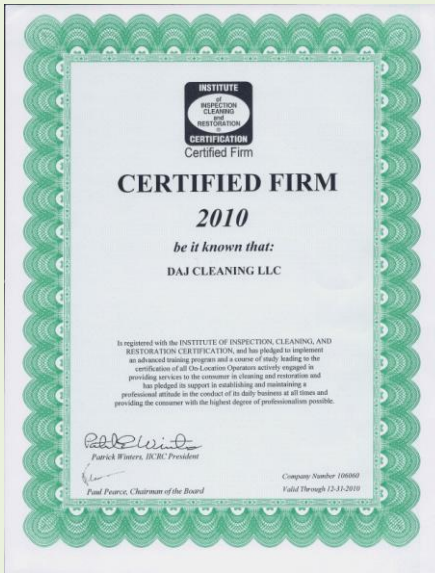 INSTITUTE
of
INSPECTION
CLEANING
and
RESTORATION
CERTIFICATION
Certified Firm
CERTIFIED FIRM
2010
be it known that:
DAJ CLEANING LLC
Is registered with the INSTITUTE OF INSPECTION, CLEANING, AND
RESTORATION CERTIFICATION, and has pledged to implement
an advanced training program and a course of study leading to the
certification of all On-Location Operators actively engaged in
providing services to the consumer in cleaning and restoration and
has pledged its support in establishing and maintaining a
professional attitude in the conduct of its daily business at all times and
providing the consumer with the highest degree of professionalism possible.
Patrick Winters, IICRC President
Paul Pearce, Chairman of the Board
Company Number 106060
Valid Through 12-31-2010